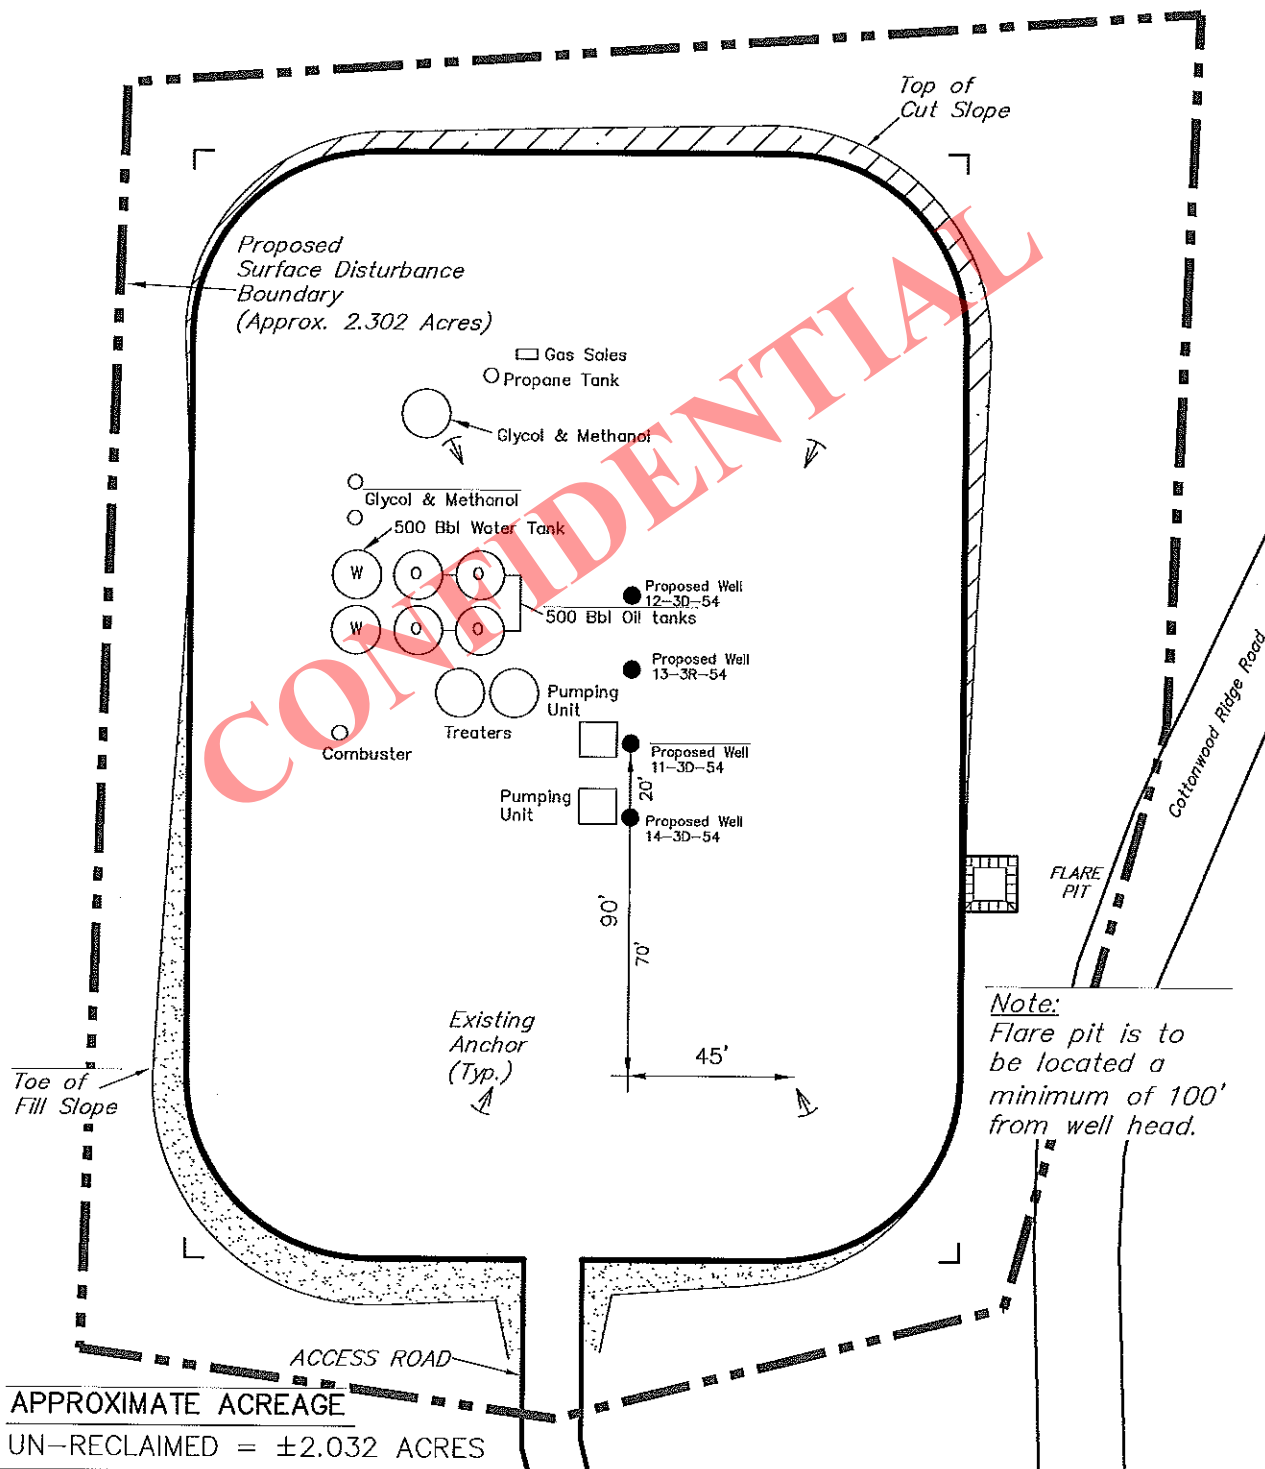 Top of
Cut Slope
Proposed
Surface Disturbance
Boundary
(Approx. 2.302 Acres)
Gas Sales
Propane Tank
Glycol & Methanol
Glycol & Methanol
500 Bbl Water Tank
W
O
O
Proposed Well
12-3D-54
500 Bbl Oil tanks
W
O
O
Proposed Well
13-3R-54
Pumping
Unit
Treaters
Combuster
Proposed Well
11-3D-54
20'
Pumping
Unit
Proposed Well
14-3D-54
CONFIDENTIAL
Cottonwood Ridge Road
FLARE
PIT
90'
70'
45'
Existing
Anchor
(Typ.)
Note:
Flare pit is to
be located a
minimum of 100'
from well head.
Toe of
Fill Slope
ACCESS ROAD
APPROXIMATE ACREAGE
UN-RECLAIMED = ±2.032 ACRES